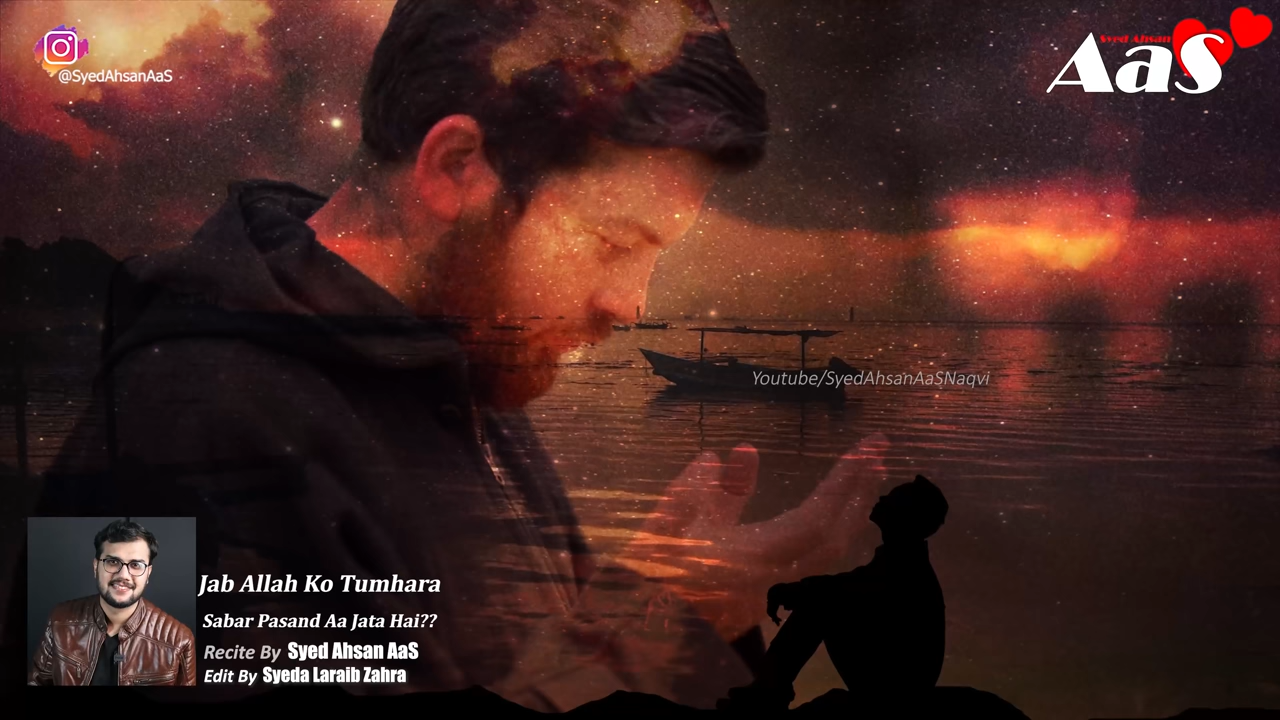 @SyedAhsanAaS
Syed Ahsan
AaS
Youtube/SyedAhsanAaSNaqvi
Jab Allah Ko Tumhara
Sabar Pasand Aa Jata Hai??
Recite By Syed Ahsan AaS
Edit By Syeda Laraib Zahra